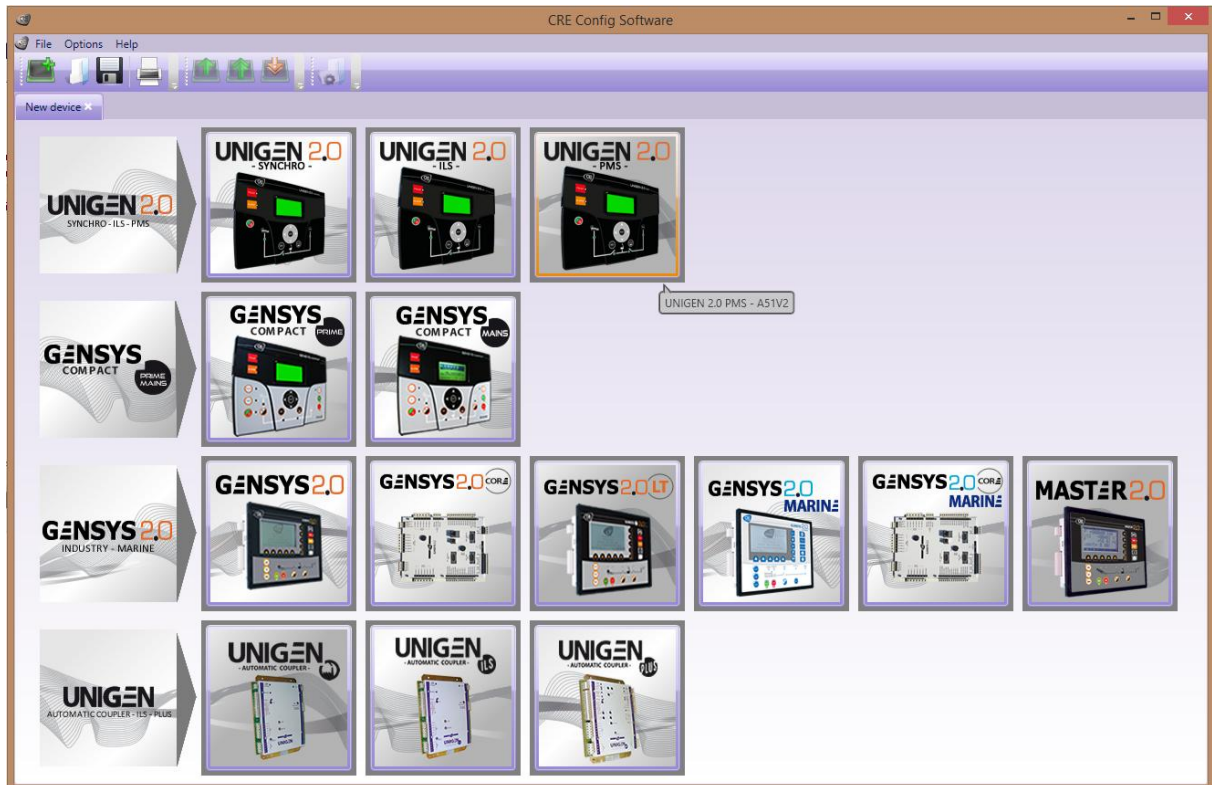 CRE Config Software
File Options Help
New device
UNIGEN 2.0
SYNCHRO - ILS - PMS
UNIGEN 2.0
- SYNCHRO -
UNIGEN 2.0
- ILS -
UNIGEN 2.0
- PMS -
UNIGEN 2.0 PMS - A51V2
GENSYS
COMPACT
PRIME
MAINS
GENSYS
COMPACT PRIME
GENSYS
COMPACT MAINS
GENSYS 2.0
INDUSTRY - MARINE
GENSYS 2.0
GENSYS 2.0 CORE
GENSYS 2.0 LT
GENSYS 2.0
MARINE
GENSYS 2.0 CORE
MARINE
MASTER 2.0
UNIGEN
AUTOMATIC COUPLER - ILS - PLUS
UNIGEN
- AUTOMATIC COUPLER -
UNIGEN
- AUTOMATIC COUPLER - ILS
UNIGEN
- AUTOMATIC COUPLER - PLUS